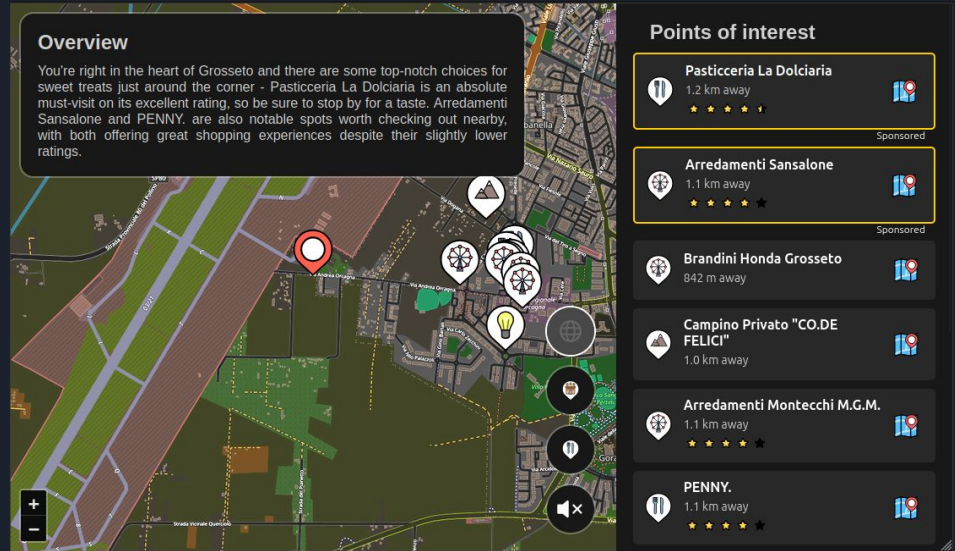 Overview
You're right in the heart of Grosseto and there are some top-notch choices for
sweet treats just around the corner - Pasticceria La Dolciaria is an absolute
must-visit on its excellent rating, so be sure to stop by for a taste. Arredamenti
Sansalone and PENNY. are also notable spots worth checking out nearby,
with both offering great shopping experiences despite their slightly lower
ratings.
Via Nazario Sauro
Via Andrea Orcagna
Via Andrea Orcagna
Strada Vicinale Querciolo
+
−
Points of interest
Pasticceria La Dolciaria
1.2 km away
Sponsored
Arredamenti Sansalone
1.1 km away
Sponsored
Brandini Honda Grosseto
842 m away
Campino Privato "CO.DE
FELICI"
1.0 km away
Arredamenti Montecchi M.G.M.
1.1 km away
PENNY.
1.1 km away